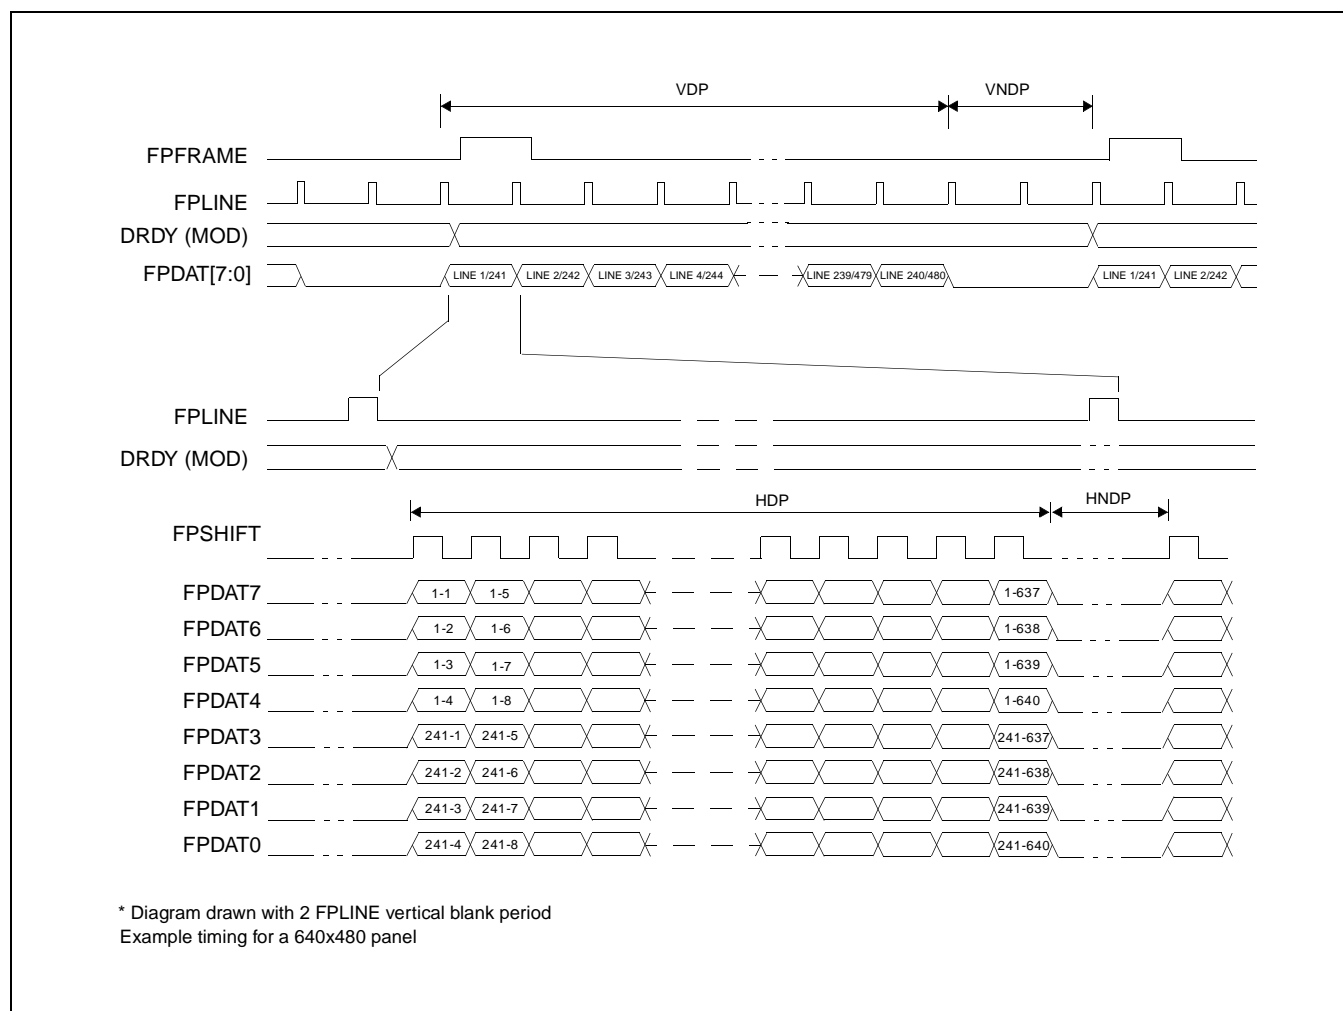 VDP VNDP
FPFRAME
FPLINE
DRDY (MOD)
FPDAT[7:0] LINE 1/241 LINE 2/242 LINE 3/243 LINE 4/244 LINE 239/479 LINE 240/480 LINE 1/241 LINE 2/242
FPLINE
DRDY (MOD)
HDP HNDP
FPSHIFT
FPDAT7 1-1 1-5 1-637
FPDAT6 1-2 1-6 1-638
FPDAT5 1-3 1-7 1-639
FPDAT4 1-4 1-8 1-640
FPDAT3 241-1 241-5 241-637
FPDAT2 241-2 241-6 241-638
FPDAT1 241-3 241-7 241-639
FPDAT0 241-4 241-8 241-640
* Diagram drawn with 2 FPLINE vertical blank period
Example timing for a 640x480 panel